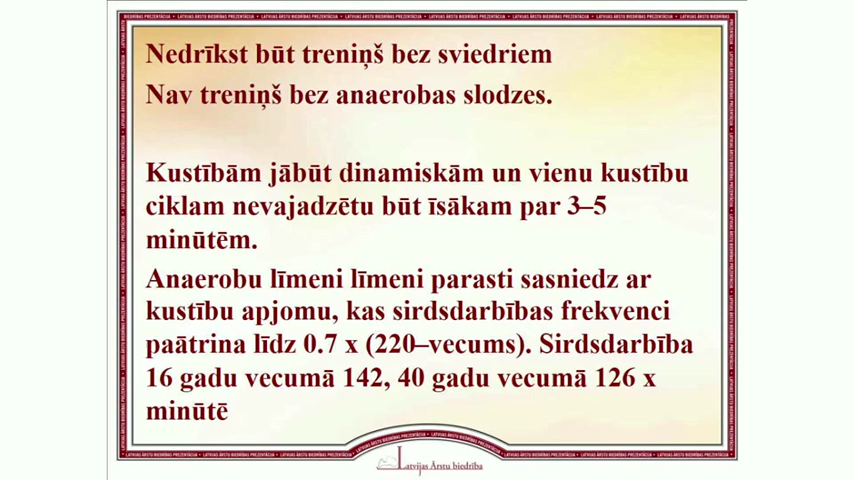 Nedrīkst būt treniņš bez sviedriem
Nav treniņš bez anaerobas slodzes.
Kustībām jābūt dinamiskām un vienu kustību
ciklam nevajadzētu būt īsākam par 3–5
minūtēm.
Anaerobu līmeni līmeni parasti sasniedz ar
kustību apjomu, kas sirdsdarbības frekvenci
paātrina līdz 0.7 x (220–vecums). Sirdsdarbība
16 gadu vecumā 142, 40 gadu vecumā 126 x
minūtē
Latvijas Ārstu biedrība